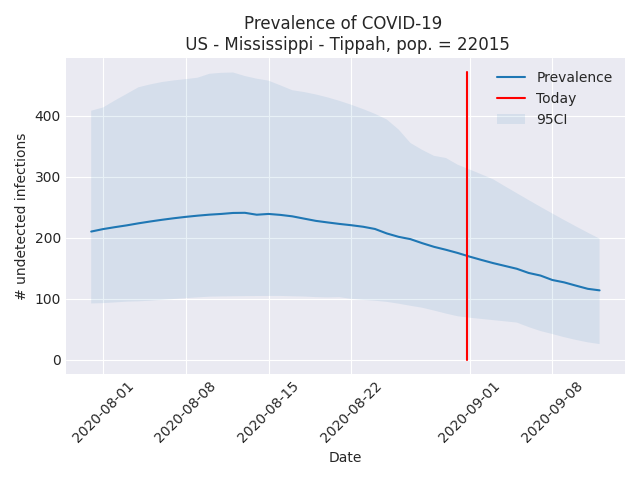 Prevalence of COVID-19
US - Mississippi - Tippah, pop. = 22015
Prevalence
Today
95CI
# undetected infections
400
300
200
100
0
2020-08-01
2020-08-08
2020-08-15
2020-08-22
2020-09-01
2020-09-08
Date